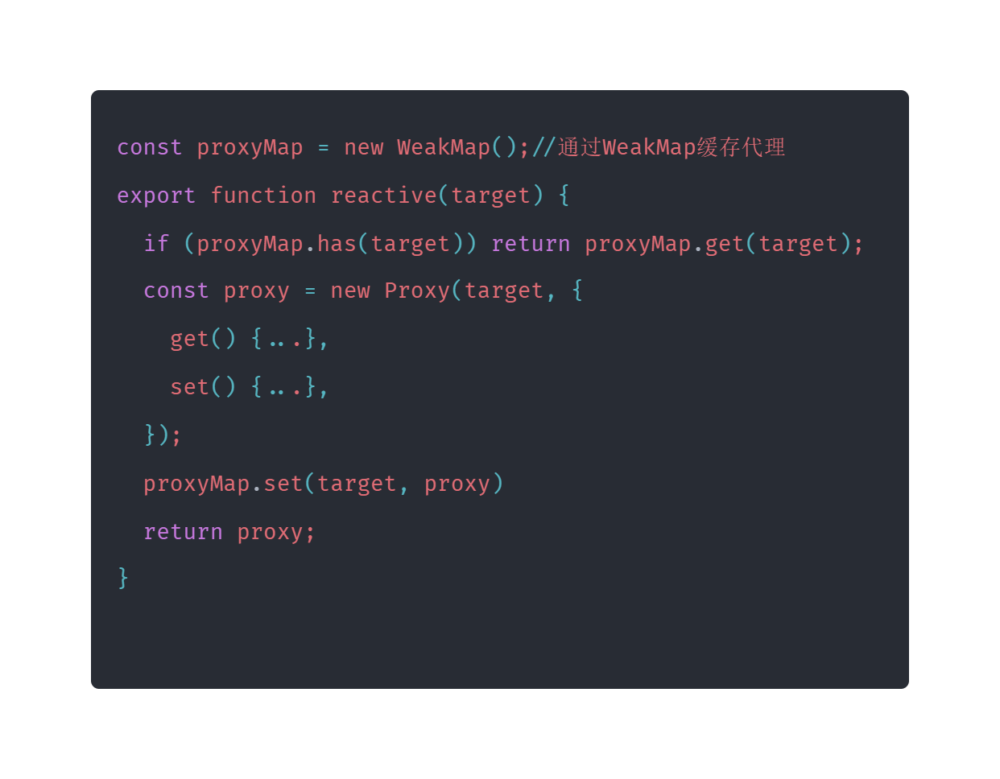 const proxyMap = new WeakMap();//通过WeakMap缓存代理
export function reactive(target) {
  if (proxyMap.has(target)) return proxyMap.get(target);
  const proxy = new Proxy(target, {
    get() {...},
    set() {...},
  });
  proxyMap.set(target, proxy)
  return proxy;
}